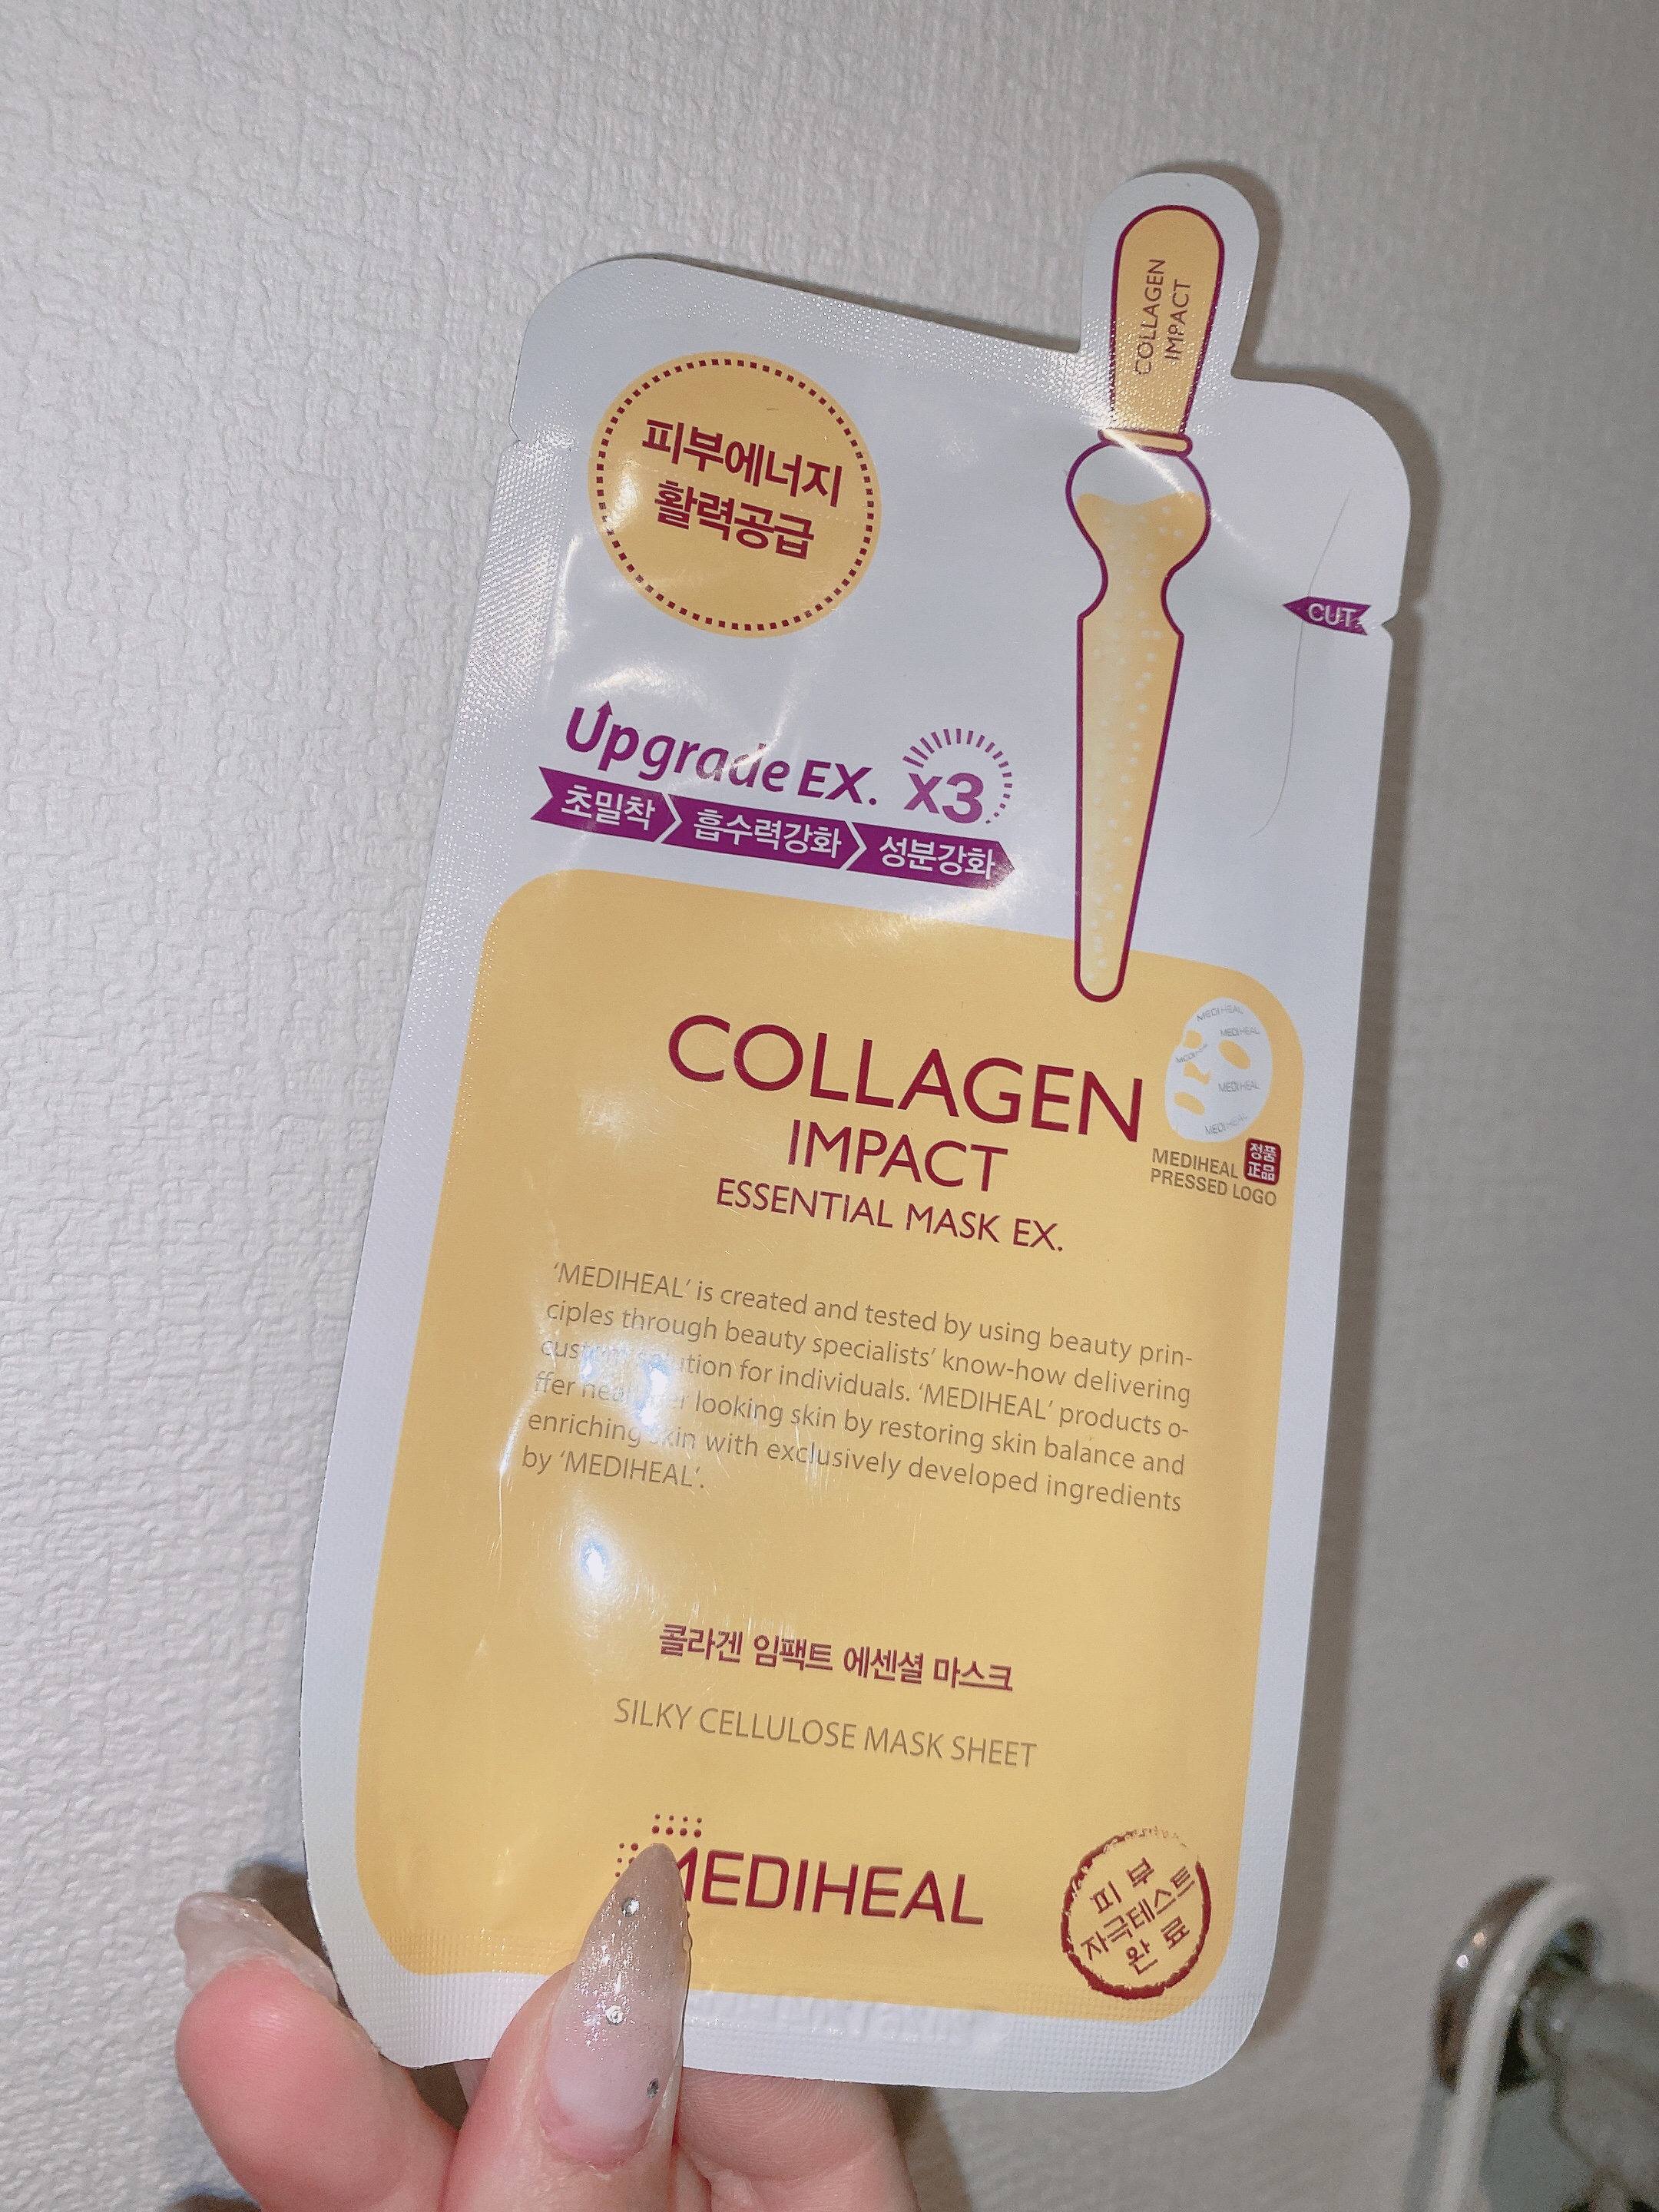 COLLAGEN
IMPACT
피부에너지
활력공급
CUT
Upgrade EX. x3
초밀착 흡수력강화 성분강화
COLLAGEN
IMPACT
ESSENTIAL MASK EX.
MEDIHEAL
MEDIHEAL
MEDIHEAL
MEDIHEAL
MEDIHEAL
MEDIHEAL 정품
PRESSED LOGO 正品
'MEDIHEAL' is created and tested by using beauty prin-
ciples through beauty specialists' know-how delivering
custom solution for individuals. 'MEDIHEAL' products o-
ffer healthier looking skin by restoring skin balance and
enriching skin with exclusively developed ingredients
by 'MEDIHEAL'.
콜라겐 임팩트 에센셜 마스크
SILKY CELLULOSE MASK SHEET
MEDIHEAL
피부
자극테스트
완료